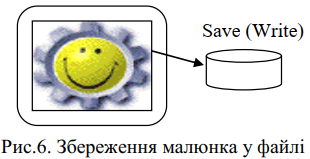 Save (Write)
Рис.6. Збереження малюнка у файлі